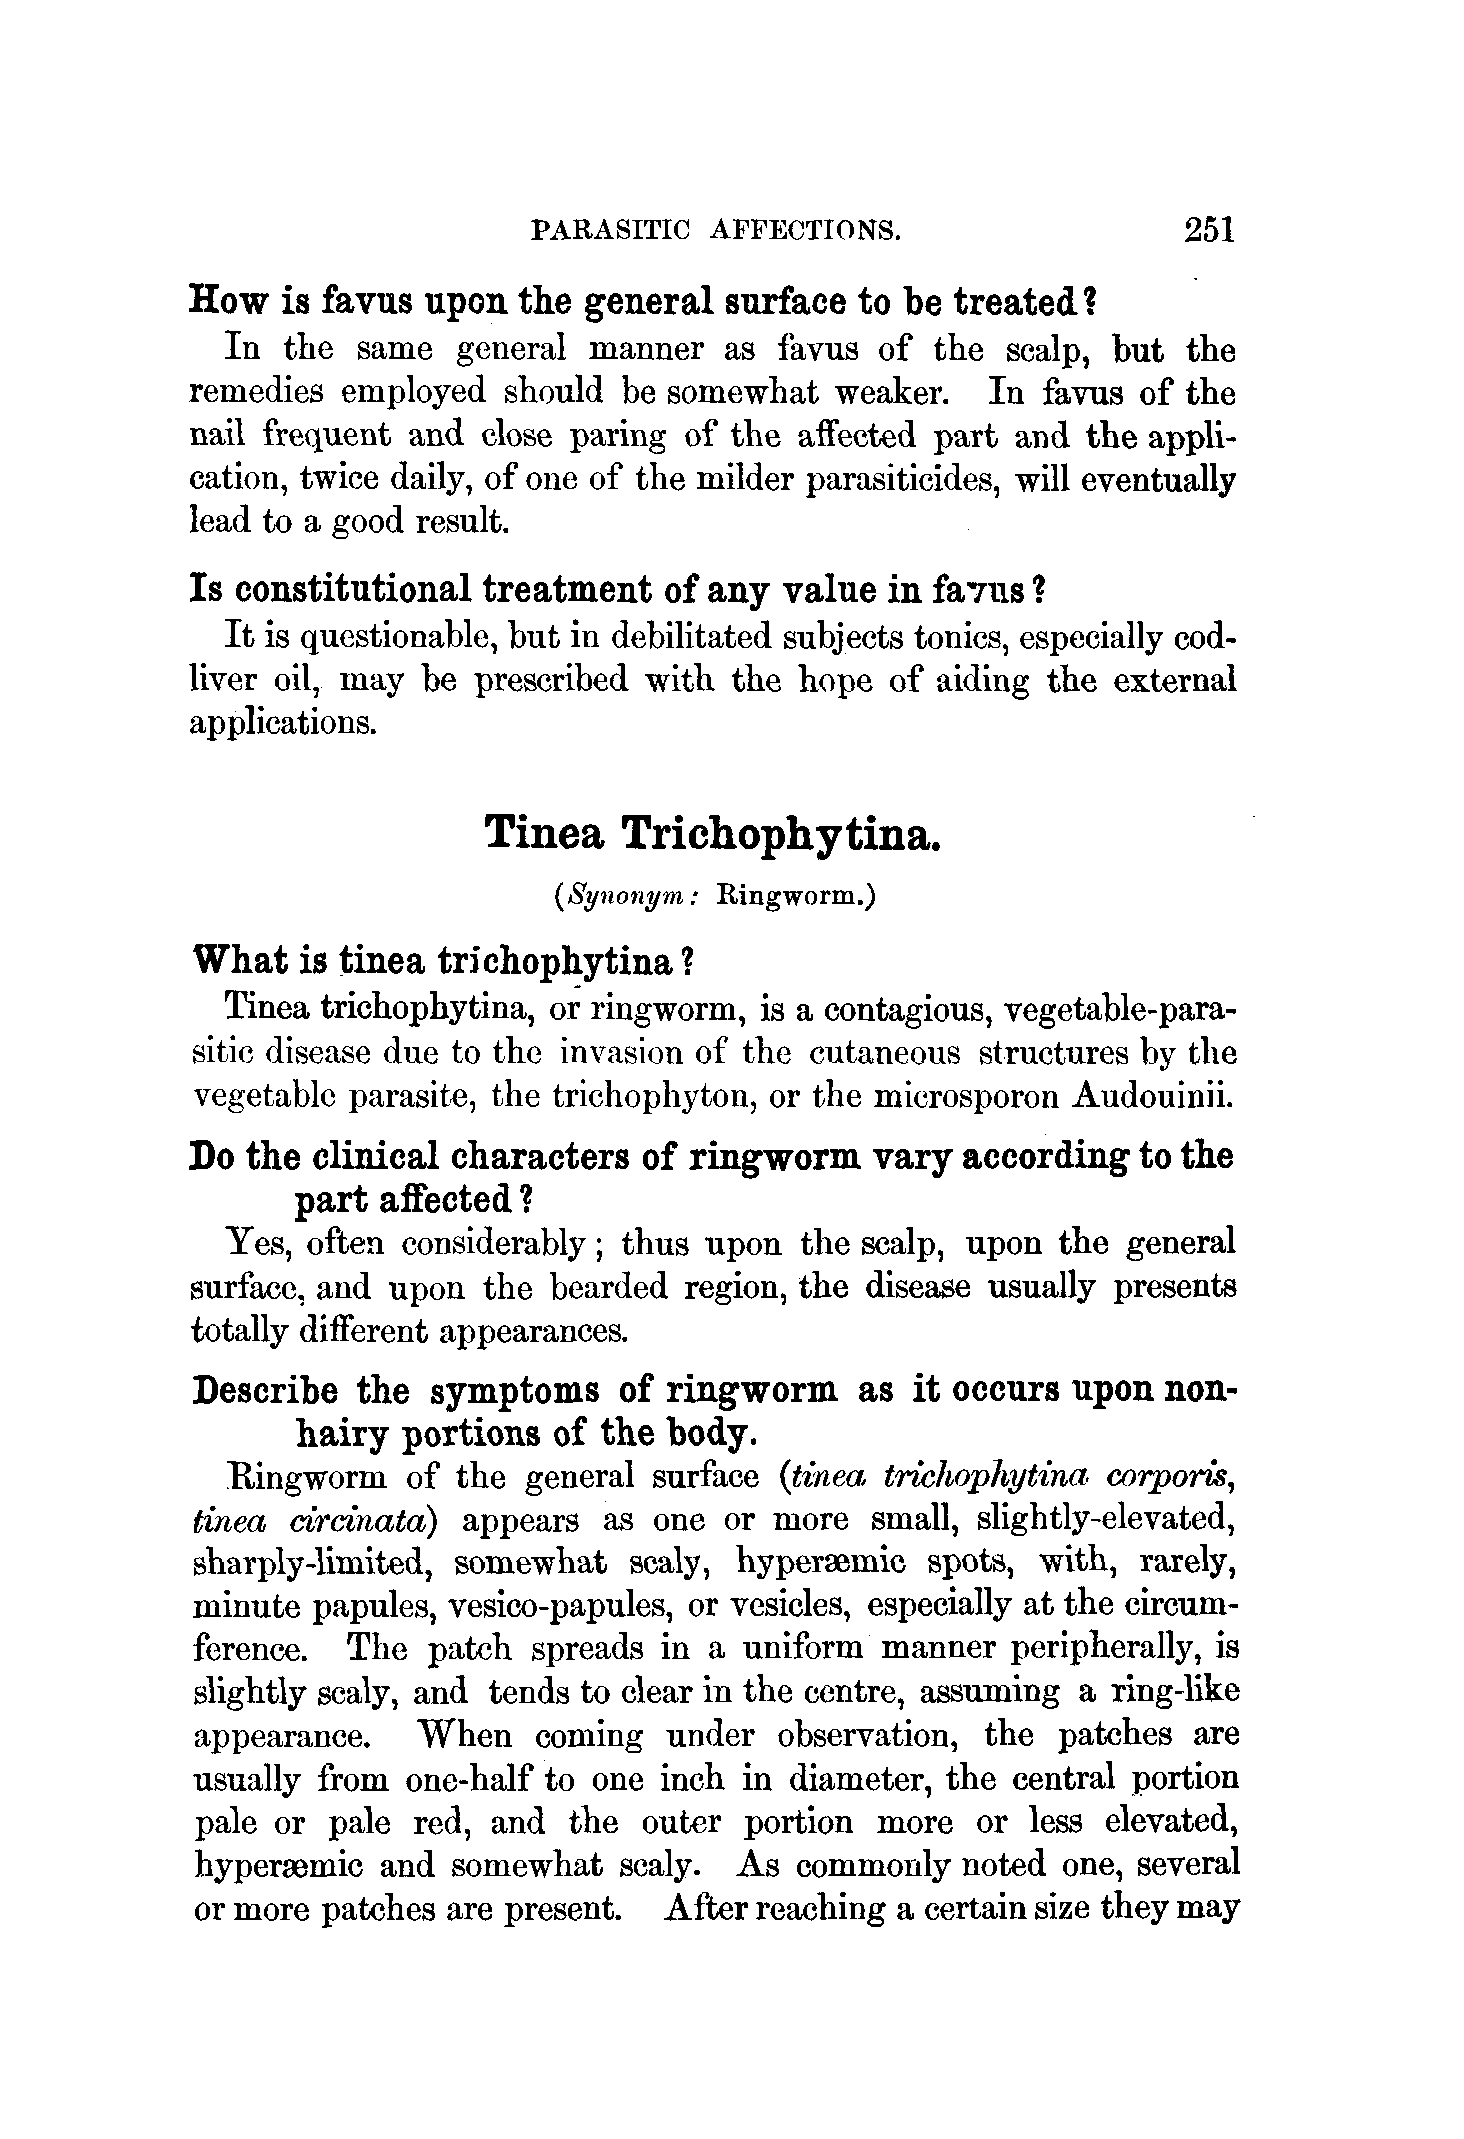 PARASITIC AFFECTIONS. 251
How is favus upon the general surface to be treated?
In the same general manner as favus of the scalp, but the
remedies employed should be somewhat weaker. In favus of the
nail frequent and close paring of the affected part and the appli-
cation, twice daily, of one of the milder parasiticides, will eventually
lead to a good result.
Is constitutional treatment of any value in favus?
It is questionable, but in debilitated subjects tonics, especially cod-
liver oil, may be prescribed with the hope of aiding the external
applications.
Tinea Trichophytina.
(Synonym: Ringworm.)
What is tinea trichophytina?
Tinea trichophytina, or ringworm, is a contagious, vegetable-para-
sitic disease due to the invasion of the cutaneous structures by the
vegetable parasite, the trichophyton, or the microsporon Audouinii.
Do the clinical characters of ringworm vary according to the
part affected?
Yes, often considerably; thus upon the scalp, upon the general
surface, and upon the bearded region, the disease usually presents
totally different appearances.
Describe the symptoms of ringworm as it occurs upon non-
hairy portions of the body.
Ringworm of the general surface (tinea trichophytina corporis,
tinea circinata) appears as one or more small, slightly-elevated,
sharply-limited, somewhat scaly, hyperæmic spots, with, rarely,
minute papules, vesico-papules, or vesicles, especially at the circum-
ference. The patch spreads in a uniform manner peripherally, is
slightly scaly, and tends to clear in the centre, assuming a ring-like
appearance. When coming under observation, the patches are
usually from one-half to one inch in diameter, the central portion
pale or pale red, and the outer portion more or less elevated,
hyperæmic and somewhat scaly. As commonly noted one, several
or more patches are present. After reaching a certain size they may